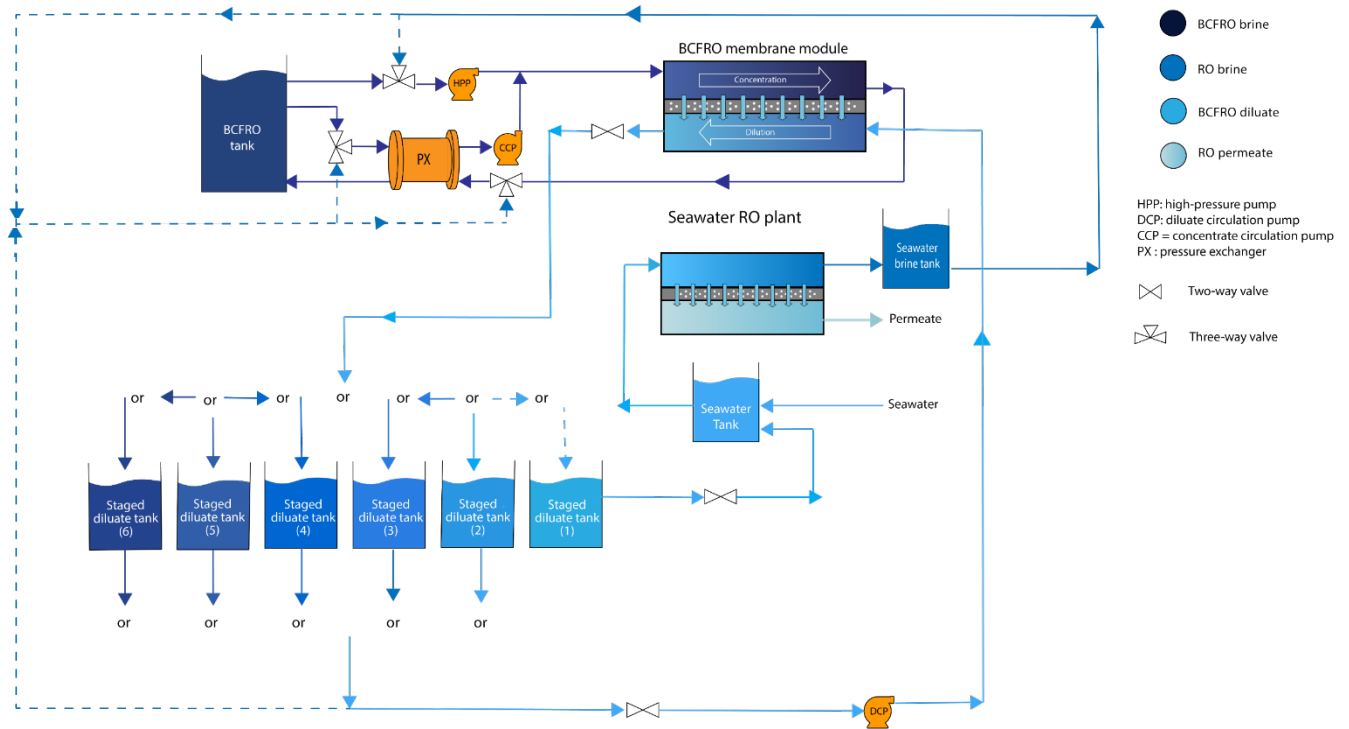 BCFRO membrane module
HPP
Concentration
Dilution
BCFRO
tank
PX
CCP
BCFRO brine
RO brine
BCFRO diluate
RO permeate
HPP: high-pressure pump
DCP: diluate circulation pump
CCP = concentrate circulation pump
PX : pressure exchanger
Two-way valve
Three-way valve
Seawater RO plant
Seawater
brine tank
Permeate
Seawater
Tank
Seawater
or
or
or
or
or
or
or
Staged
diluate tank
(6)
Staged
diluate tank
(5)
Staged
diluate tank
(4)
Staged
diluate tank
(3)
Staged
diluate tank
(2)
Staged
diluate tank
(1)
or
or
or
or
or
DCP